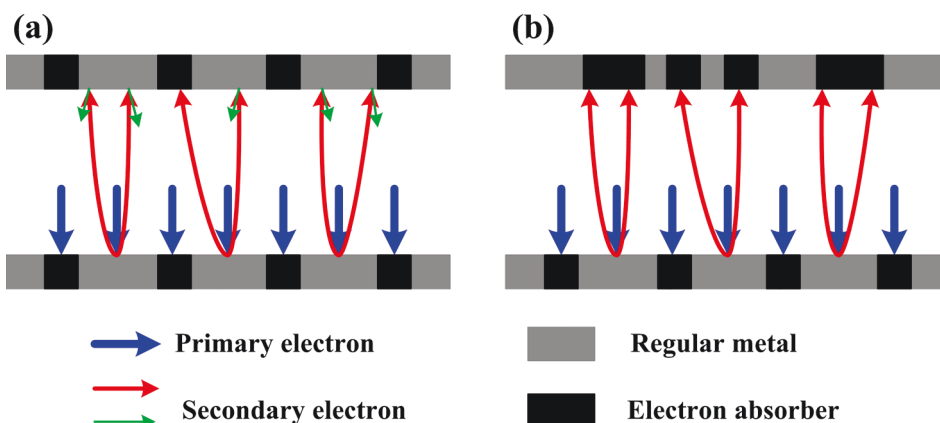 (a)
(b)
Primary electron
Regular metal
Secondary electron
Electron absorber